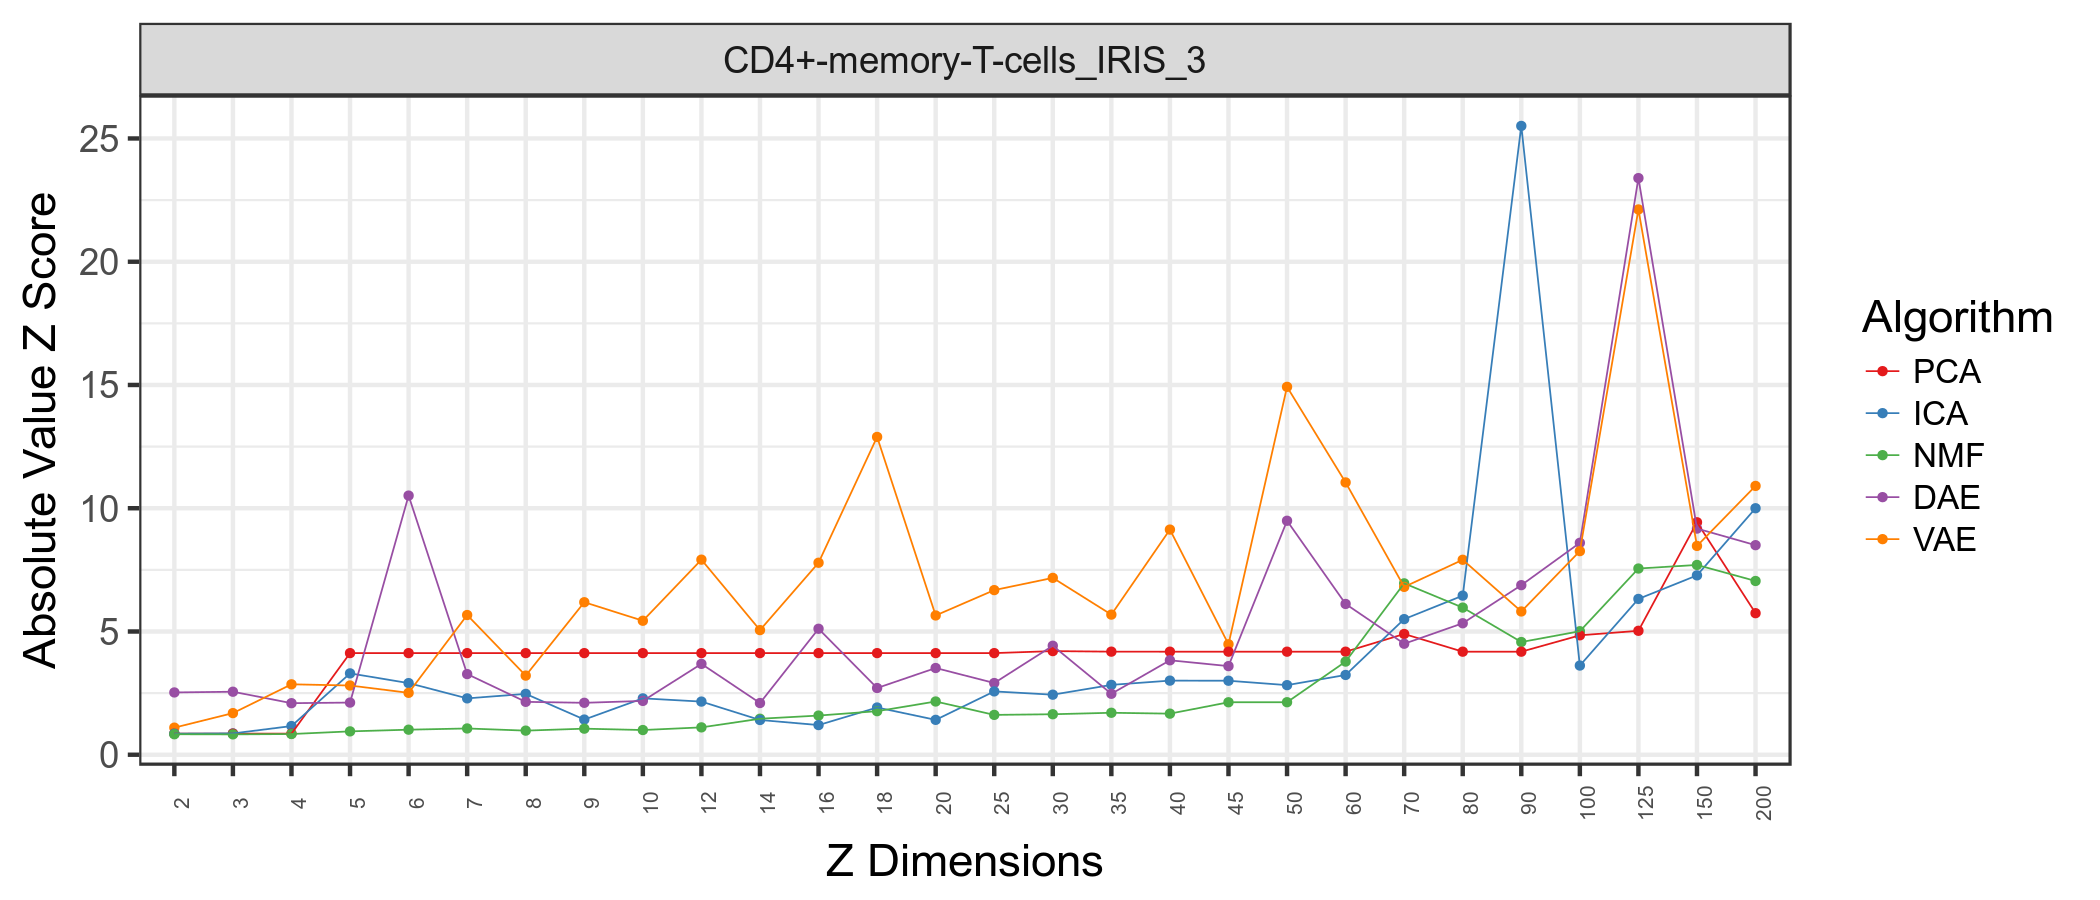 CD4+-memory-T-cells_IRIS_3
Absolute Value Z Score
25
20
15
10
5
0
2 3 4 5 6 7 8 9 10 12 14 16 18 20 25 30 35 40 45 50 60 70 80 90 100 125 150 200
Z Dimensions
Algorithm
PCA
ICA
NMF
DAE
VAE